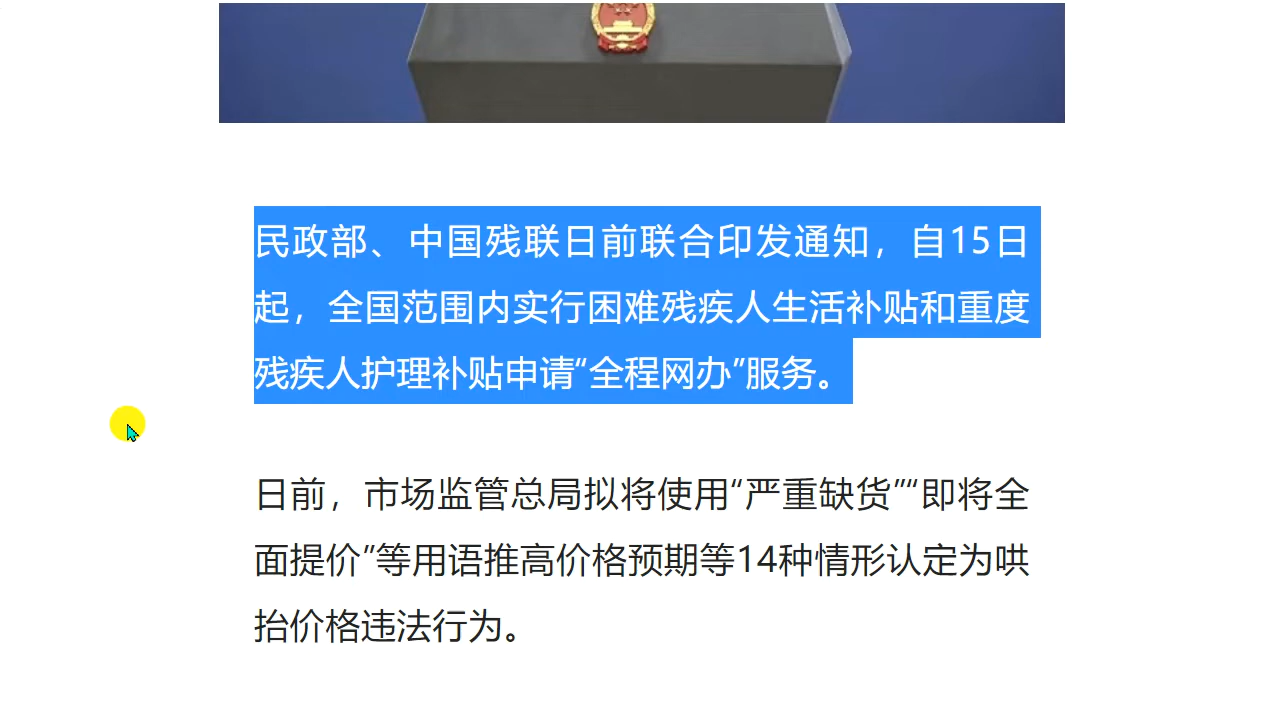 民政部、中国残联日前联合印发通知，自15日
起，全国范围内实行困难残疾人生活补贴和重度
残疾人护理补贴申请“全程网办”服务。
日前，市场监管总局拟将使用“严重缺货”“即将全
面提价”等用语推高价格预期等14种情形认定为哄
抬价格违法行为。